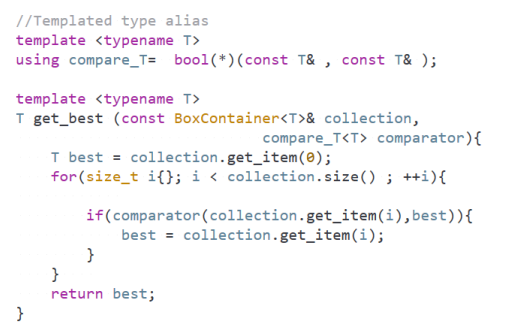 //Templated type alias
template <typename T>
using compare_T=  bool(*)(const T& , const T& );
template <typename T>
T get_best (const BoxContainer<T>& collection,
                             compare_T<T> comparator){
    T best = collection.get_item(0);
    for(size_t i{}; i < collection.size() ; ++i){
        if(comparator(collection.get_item(i),best)){
            best = collection.get_item(i);
        }
    }
    return best;
}